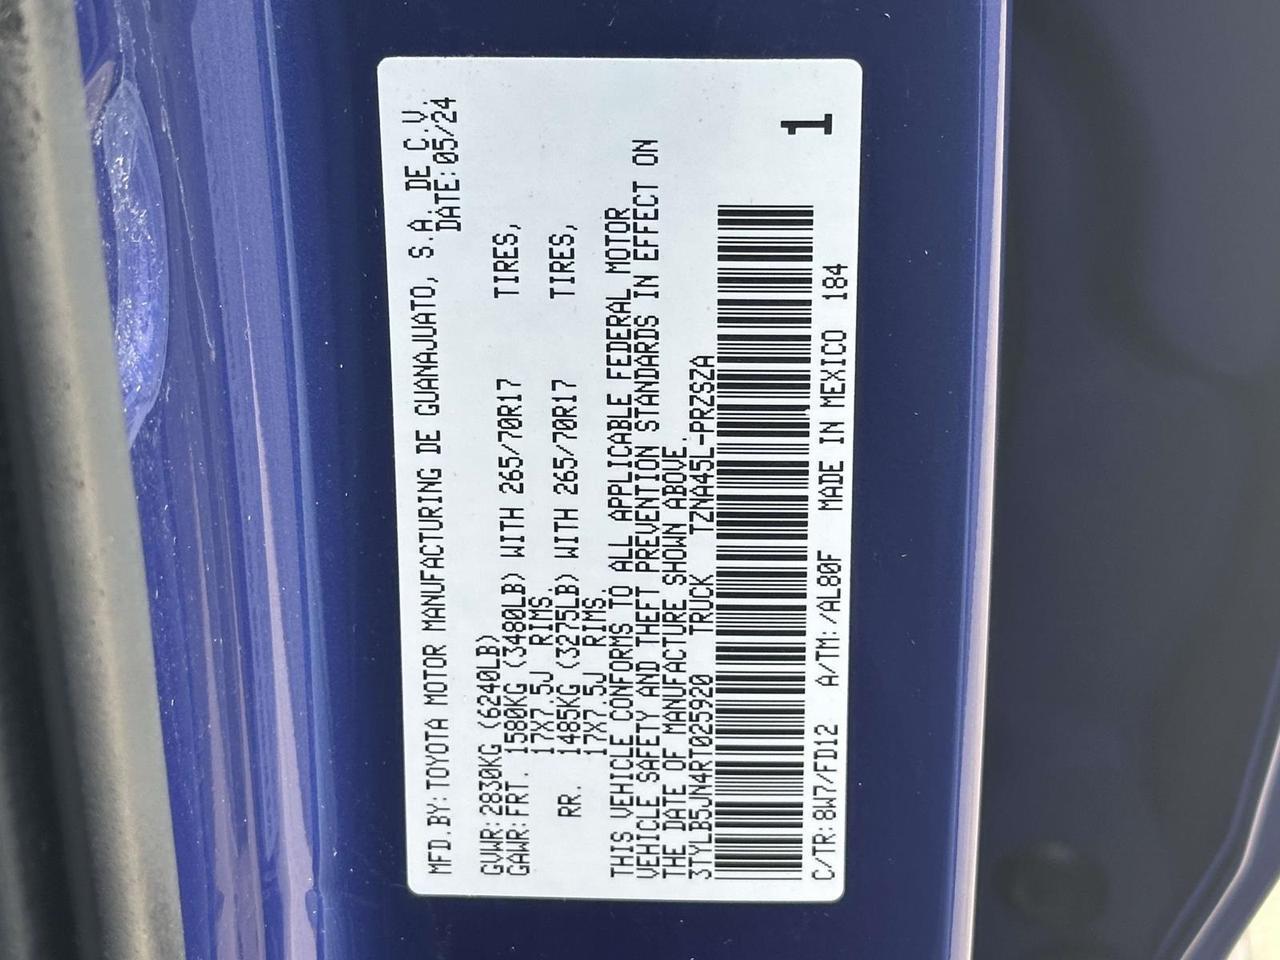 MFD.BY:TOYOTA MOTOR MANUFACTURING DE GUANAJUATO, S.A. DE C.V.
DATE:05/24
GVWR:2830KG (6240LB)
GAWR:FRT. 1580KG (3480LB) WITH 265/70R17 TIRES,
17X7.5J RIMS.
RR. 1485KG (3275LB) WITH 265/70R17 TIRES,
17X7.5J RIMS.
THIS VEHICLE CONFORMS TO ALL APPLICABLE FEDERAL MOTOR
VEHICLE SAFETY AND THEFT PREVENTION STANDARDS IN EFFECT ON
THE DATE OF MANUFACTURE SHOWN ABOVE.
3TYLB5JN4RT025920 TRUCK TZNA45L-PRZSZA
C/TR:8W7/FD12 A/TM:/AL80F MADE IN MEXICO 184
1